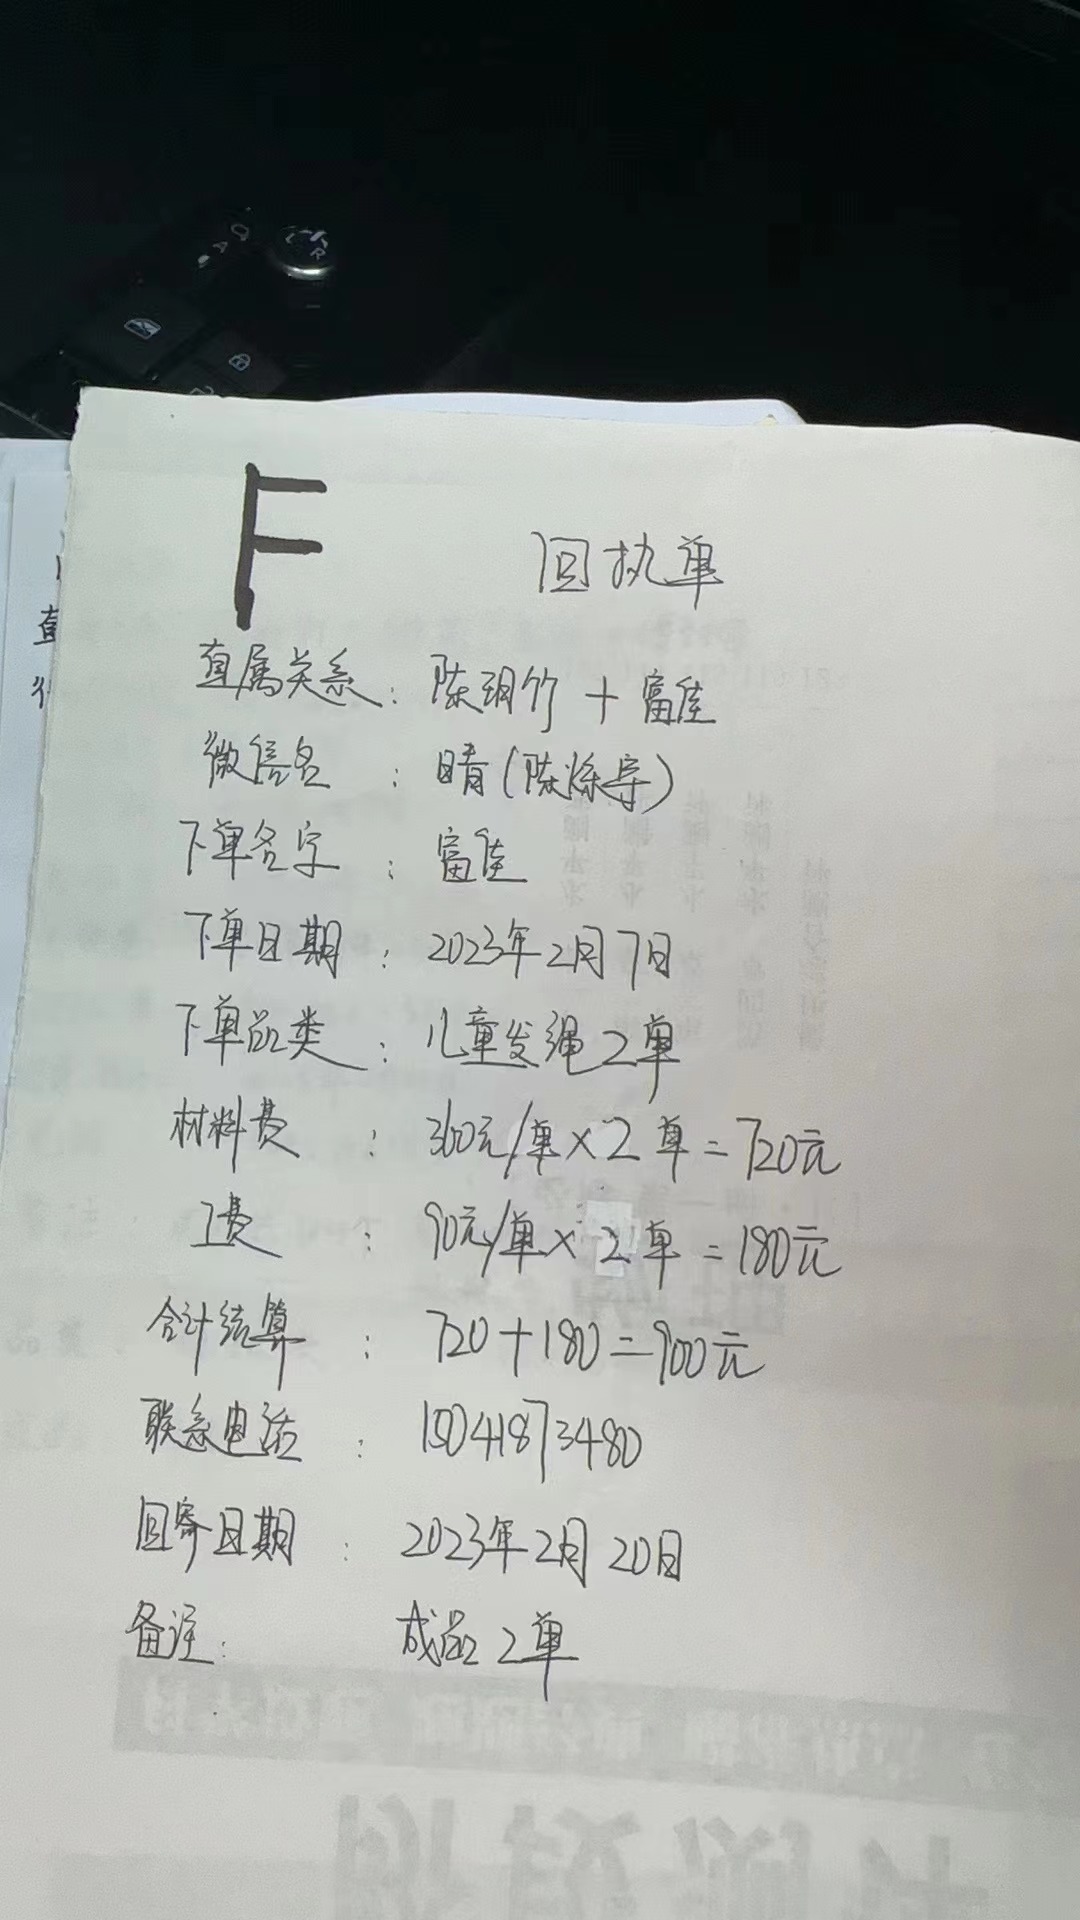 F
回执单
直属关系：陈玥竹＋富佳
微信名：晴(陈烁宇)
下单名字：富佳
下单日期：2023年2月7日
下单品类：儿童发绳2单
材料费：360元/单×2单=720元
工费：90元/单×2单=180元
合计结算：720+180=900元
联系电话：15041873480
回寄日期：2023年2月20日
备注：成品2单